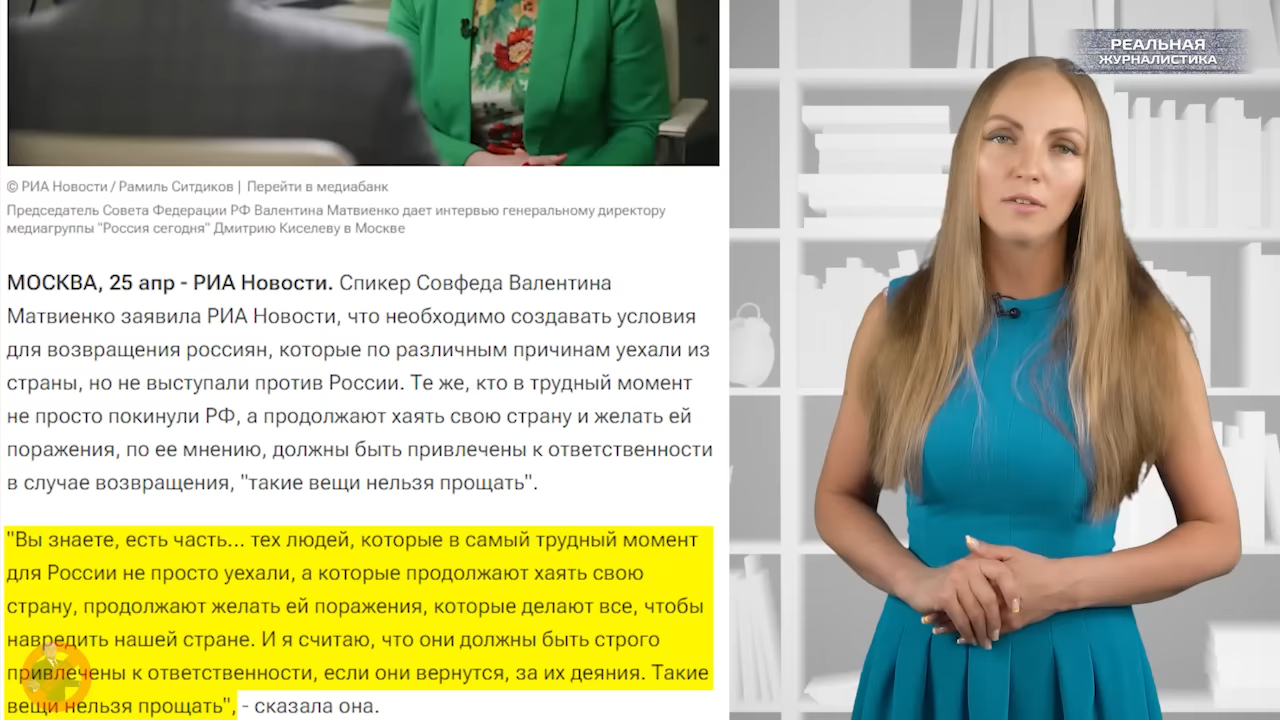 © РИА Новости / Рамиль Ситдиков | Перейти в медиабанк
Председатель Совета Федерации РФ Валентина Матвиенко дает интервью генеральному директору
медиагруппы "Россия сегодня" Дмитрию Киселеву в Москве
МОСКВА, 25 апр - РИА Новости. Спикер Совфеда Валентина
Матвиенко заявила РИА Новости, что необходимо создавать условия
для возвращения россиян, которые по различным причинам уехали из
страны, но не выступали против России. Те же, кто в трудный момент
не просто покинули РФ, а продолжают хаять свою страну и желать ей
поражения, по ее мнению, должны быть привлечены к ответственности
в случае возвращения, "такие вещи нельзя прощать".
"Вы знаете, есть часть... тех людей, которые в самый трудный момент
для России не просто уехали, а которые продолжают хаять свою
страну, продолжают желать ей поражения, которые делают все, чтобы
навредить нашей стране. И я считаю, что они должны быть строго
привлечены к ответственности, если они вернутся, за их деяния. Такие
вещи нельзя прощать", - сказала она.
РЕАЛЬНАЯ
ЖУРНАЛИСТИКА